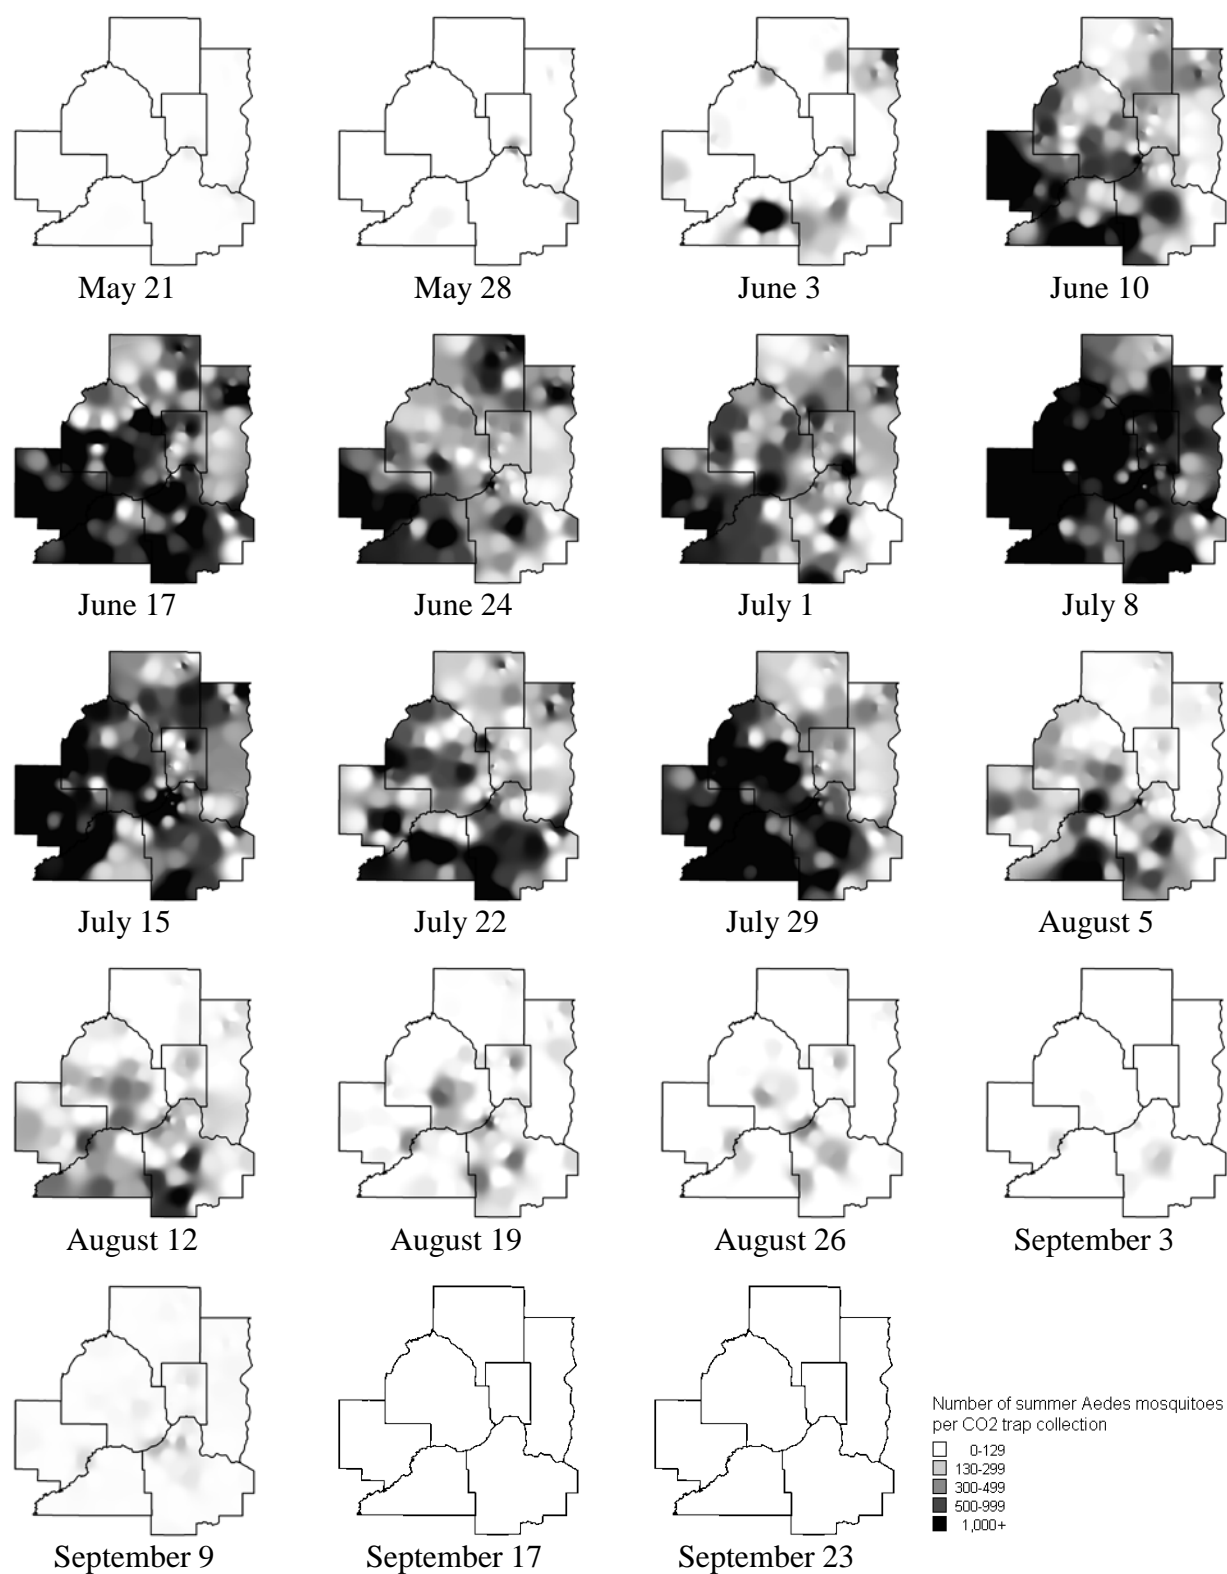 May 21
May 28
June 3
June 10
June 17
June 24
July 1
July 8
July 15
July 22
July 29
August 5
August 12
August 19
August 26
September 3
September 9
September 17
September 23
Number of summer Aedes mosquitoes
per CO2 trap collection
0-129
130-299
300-499
500-999
1,000+